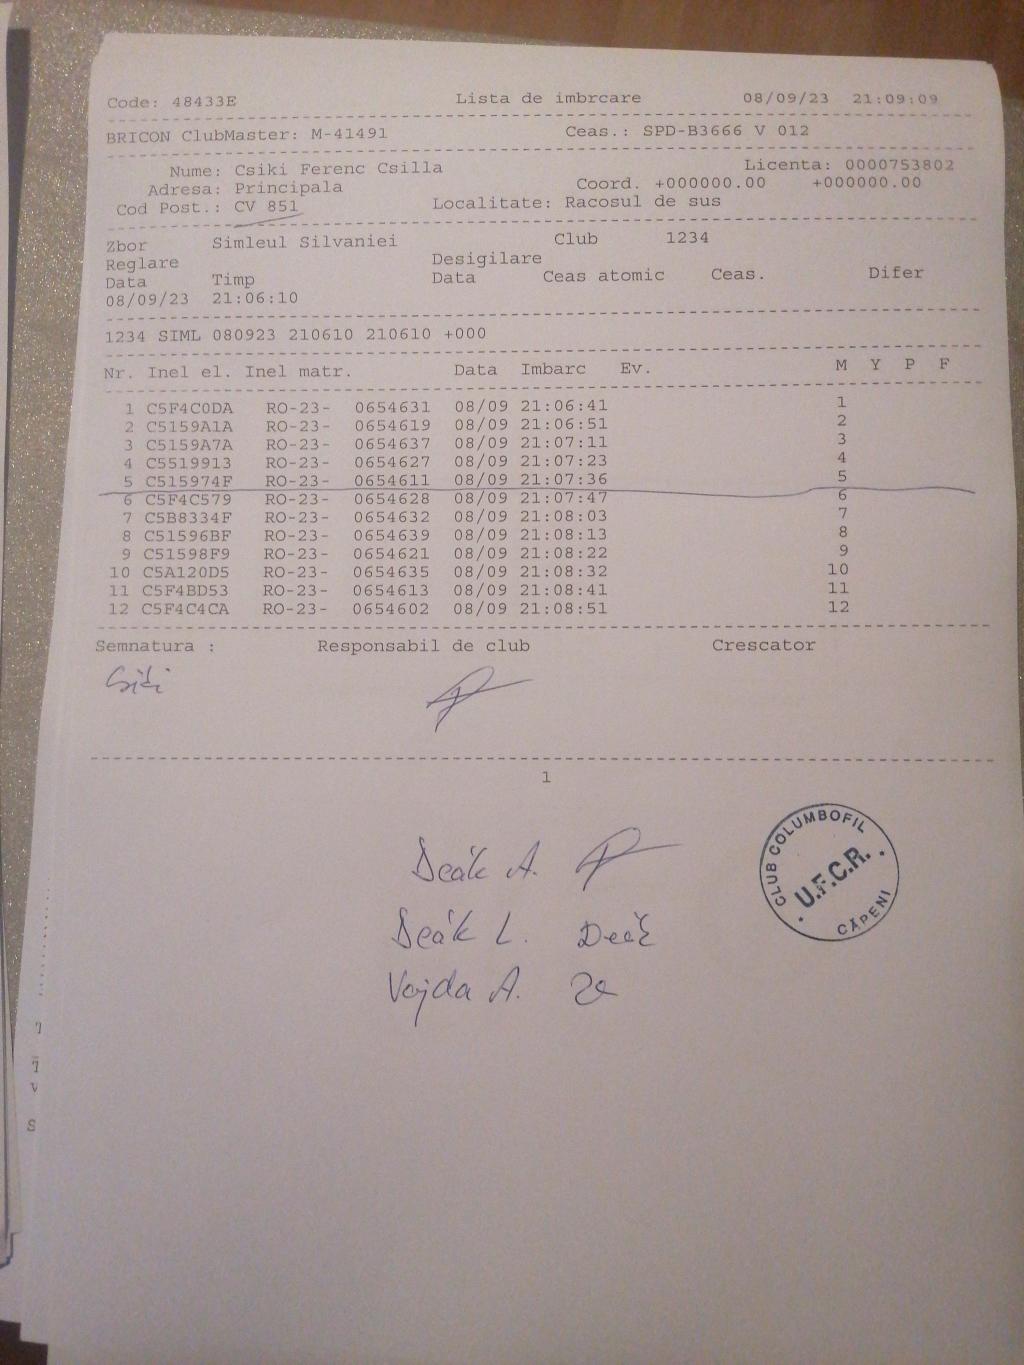 Code: 48433E Lista de imbrcare 08/09/23 21:09:09
BRICON ClubMaster: M-41491 Ceas.: SPD-B3666 V 012
Nume: Csiki Ferenc Csilla Licenta: 0000753802
Adresa: Principala Coord. +000000.00 +000000.00
Cod Post.: CV 851 Localitate: Racosul de sus
Zbor Simleul Silvaniei Club 1234
Reglare Desigilare
Data Timp Data Ceas atomic Ceas. Difer
08/09/23 21:06:10
1234 SIML 080923 210610 210610 +000
Nr. Inel el. Inel matr. Data Imbarc Ev. M Y P F
1 C5F4C0DA RO-23- 0654631 08/09 21:06:41 1
2 C5159A1A RO-23- 0654619 08/09 21:06:51 2
3 C5159A7A RO-23- 0654637 08/09 21:07:11 3
4 C5519913 RO-23- 0654627 08/09 21:07:23 4
5 C515974F RO-23- 0654611 08/09 21:07:36 5
6 C5F4C579 RO-23- 0654628 08/09 21:07:47 6
7 C5B8334F RO-23- 0654632 08/09 21:08:03 7
8 C51596BF RO-23- 0654639 08/09 21:08:13 8
9 C51598F9 RO-23- 0654621 08/09 21:08:22 9
10 C5A120D5 RO-23- 0654635 08/09 21:08:32 10
11 C5F4BD53 RO-23- 0654613 08/09 21:08:41 11
12 C5F4C4CA RO-23- 0654602 08/09 21:08:51 12
Semnatura : Responsabil de club Crescator
1
Deák A.
Deák L. Deák
Vajda A.
CLUB COLUMBOFIL
U.F.C.R.
CĂPENI